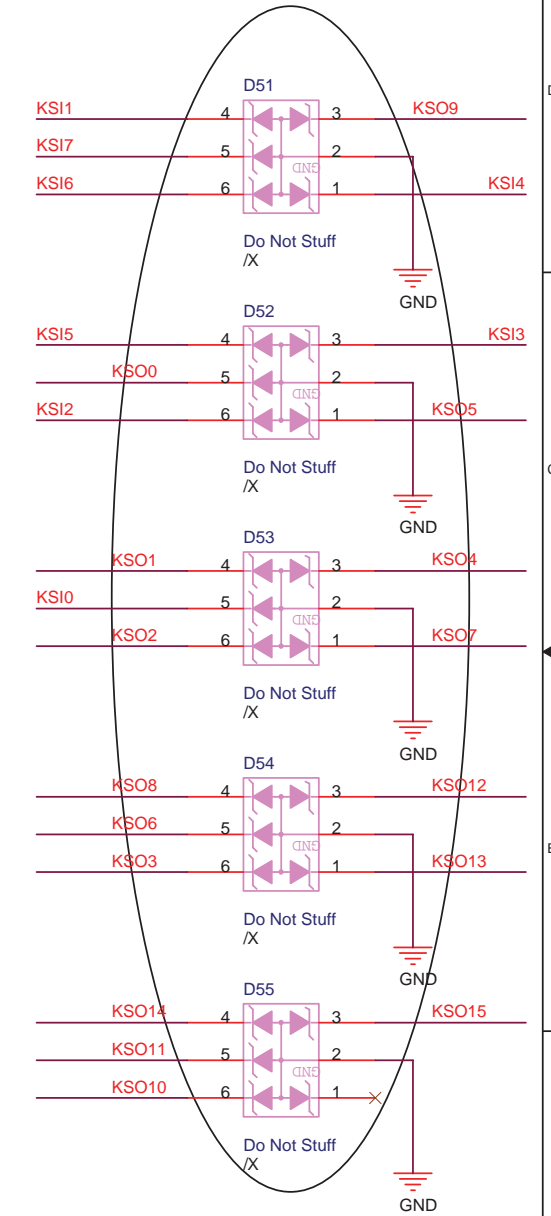 D51
KSI1 4 3 KSO9
KSI7 5 2
GND
KSI6 6 1 KSI4
Do Not Stuff
/X
GND
D52
KSI5 4 3 KSI3
KSO0 5 2
GND
KSI2 6 1 KSO5
Do Not Stuff
/X
GND
D53
KSO1 4 3 KSO4
KSI0 5 2
GND
KSO2 6 1 KSO7
Do Not Stuff
/X
GND
D54
KSO8 4 3 KSO12
KSO6 5 2
GND
KSO3 6 1 KSO13
Do Not Stuff
/X
GND
D55
KSO14 4 3 KSO15
KSO11 5 2
GND
KSO10 6 1
Do Not Stuff
/X
GND